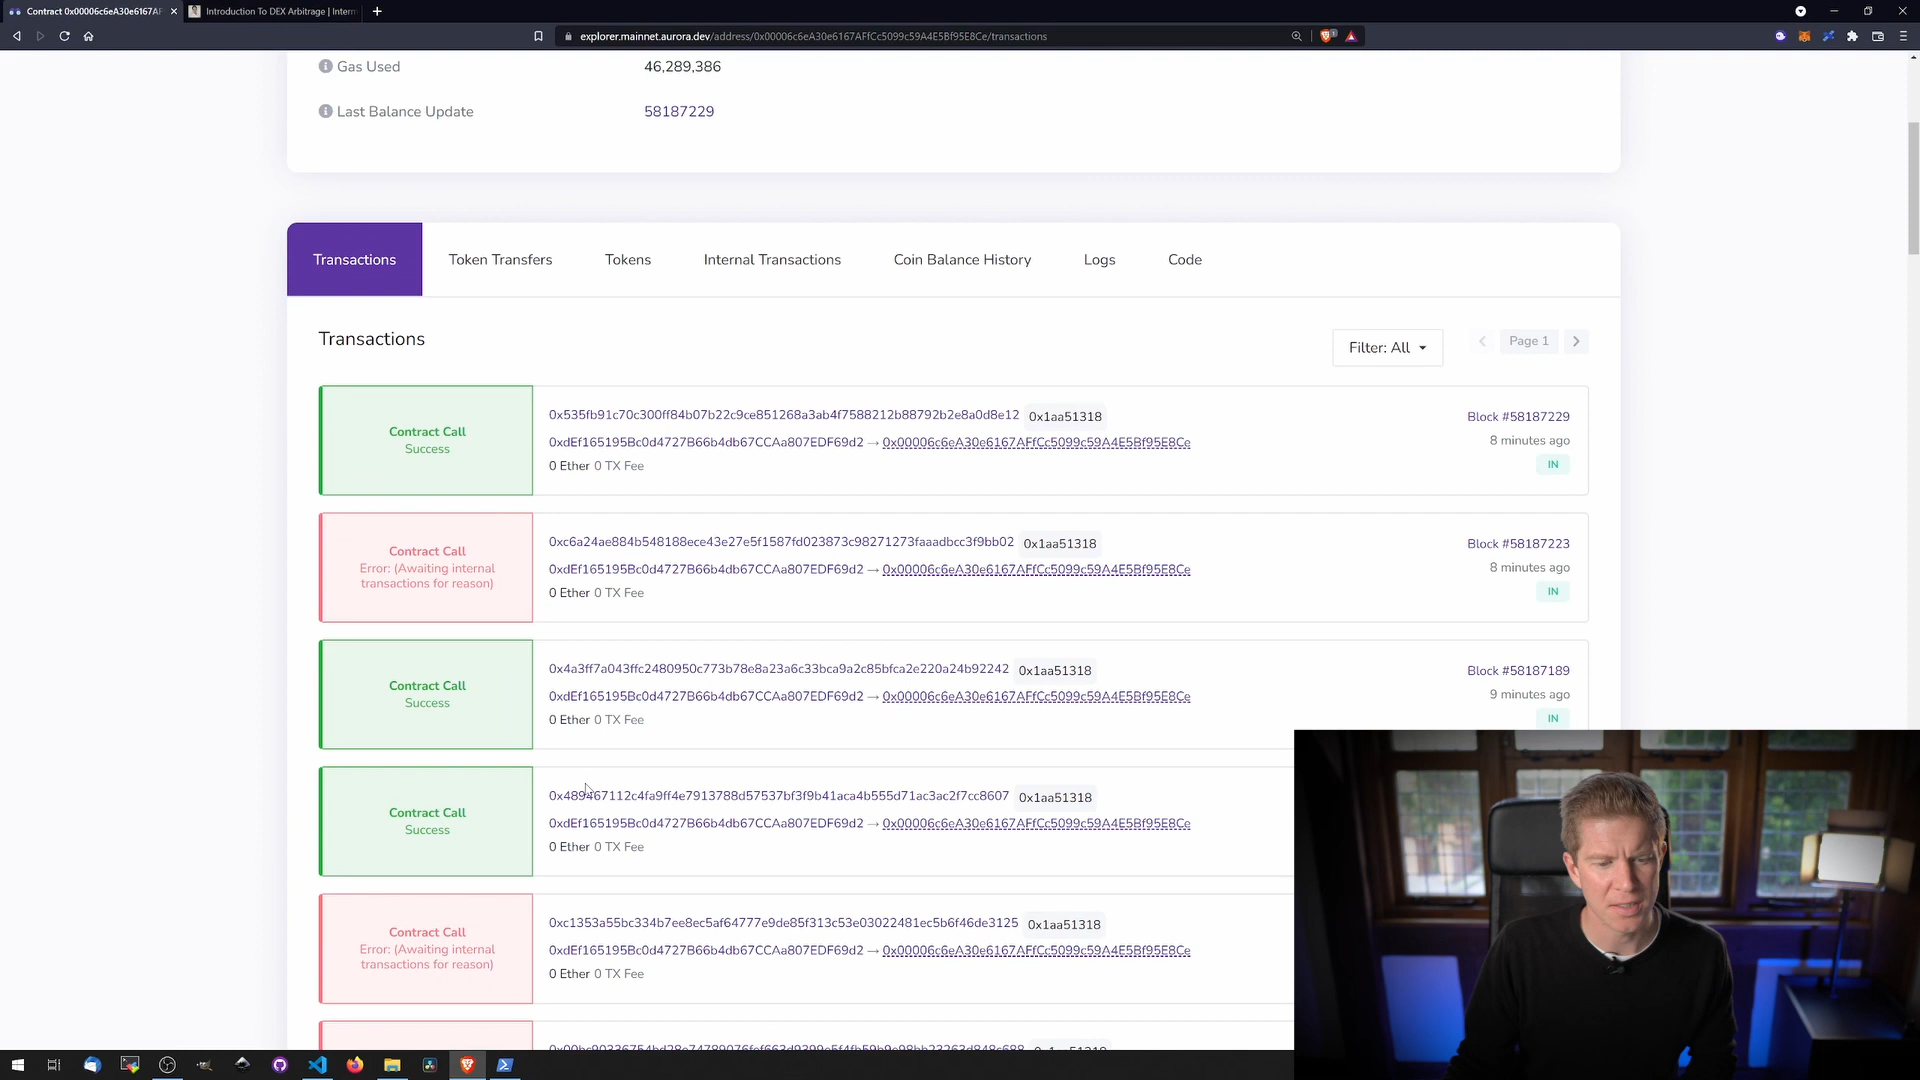 Contract 0x00006c6eA30e6167AF
Introduction To DEX Arbitrage | Intern
explorer.mainnet.aurora.dev/address/0x00006c6eA30e6167AFfCc5099c59A4E5Bf95E8Ce/transactions
Gas Used 46,289,386
Last Balance Update 58187229
Transactions Token Transfers Tokens Internal Transactions Coin Balance History Logs Code
Transactions
Filter: All Page 1
Contract Call
Success
0x535fb91c70c300ff84b07b22c9ce851268a3ab4f7588212b88792b2e8a0d8e12 0x1aa51318
0xdEf165195Bc0d4727B66b4db67CCAa807EDF69d2 → 0x00006c6eA30e6167AFfCc5099c59A4E5Bf95E8Ce
0 Ether 0 TX Fee
Block #58187229
8 minutes ago
IN
Contract Call
Error: (Awaiting internal
transactions for reason)
0xc6a24ae884b548188ece43e27e5f1587fd023873c98271273faaadbcc3f9bb02 0x1aa51318
0xdEf165195Bc0d4727B66b4db67CCAa807EDF69d2 → 0x00006c6eA30e6167AFfCc5099c59A4E5Bf95E8Ce
0 Ether 0 TX Fee
Block #58187223
8 minutes ago
IN
Contract Call
Success
0x4a3ff7a043ffc2480950c773b78e8a23a6c33bca9a2c85bfca2e220a24b92242 0x1aa51318
0xdEf165195Bc0d4727B66b4db67CCAa807EDF69d2 → 0x00006c6eA30e6167AFfCc5099c59A4E5Bf95E8Ce
0 Ether 0 TX Fee
Block #58187189
9 minutes ago
IN
Contract Call
Success
0x489467112c4fa9ff4e7913788d57537bf3f9b41aca4b555d71ac3ac2f7cc8607 0x1aa51318
0xdEf165195Bc0d4727B66b4db67CCAa807EDF69d2 → 0x00006c6eA30e6167AFfCc5099c59A4E5Bf95E8Ce
0 Ether 0 TX Fee
Contract Call
Error: (Awaiting internal
transactions for reason)
0xc1353a55bc334b7ee8ec5af64777e9de85f313c53e03022481ec5b6f46de3125 0x1aa51318
0xdEf165195Bc0d4727B66b4db67CCAa807EDF69d2 → 0x00006c6eA30e6167AFfCc5099c59A4E5Bf95E8Ce
0 Ether 0 TX Fee